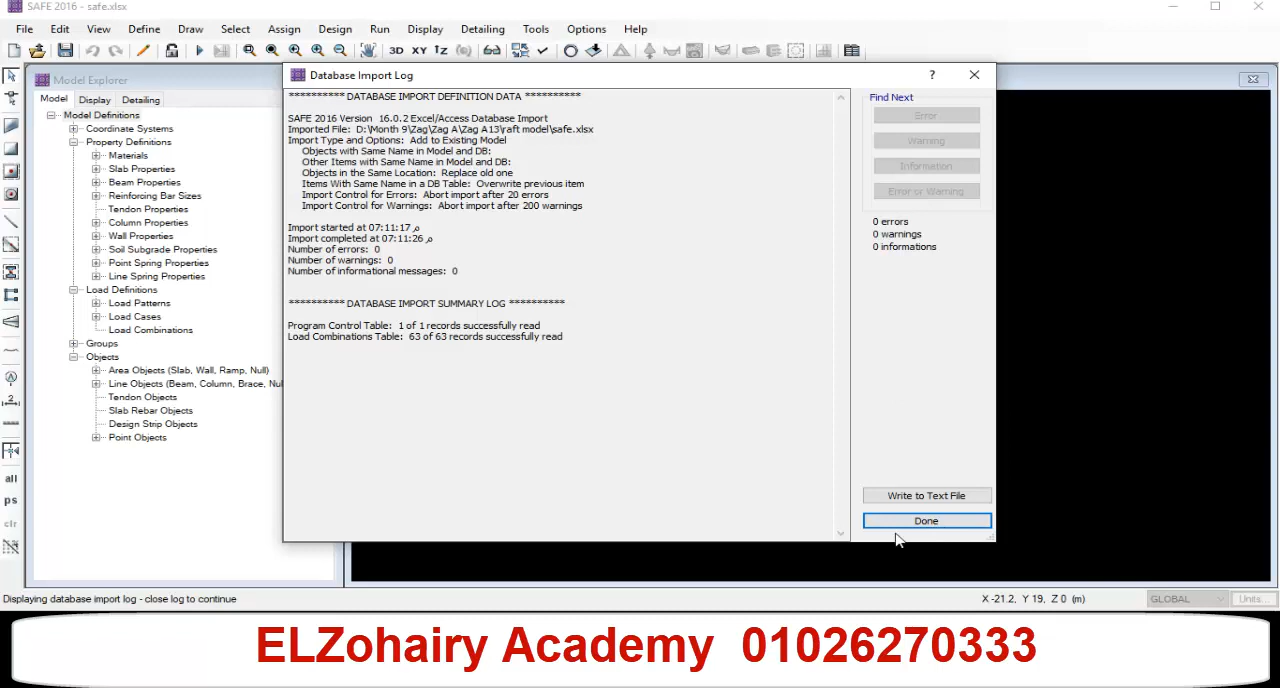 SAFE 2016 - safe.xlsx
File Edit View Define Draw Select Assign Design Run Display Detailing Tools Options Help
3D XY
Model Explorer
Model Display Detailing
Model Definitions
Coordinate Systems
Property Definitions
Materials
Slab Properties
Beam Properties
Reinforcing Bar Sizes
Tendon Properties
Column Properties
Wall Properties
Soil Subgrade Properties
Point Spring Properties
Line Spring Properties
Load Definitions
Load Patterns
Load Cases
Load Combinations
Groups
Objects
Area Objects (Slab, Wall, Ramp, Null)
Line Objects (Beam, Column, Brace, Nul
Tendon Objects
Slab Rebar Objects
Design Strip Objects
Point Objects
all
ps
clr
Database Import Log
********** DATABASE IMPORT DEFINITION DATA **********
SAFE 2016 Version 16.0.2 Excel/Access Database Import
Imported File: D:\Month 9\Zag\Zag A\Zag A13\raft model\safe.xlsx
Import Type and Options: Add to Existing Model
Objects with Same Name in Model and DB:
Other Items with Same Name in Model and DB:
Objects in the Same Location: Replace old one
Items With Same Name in a DB Table: Overwrite previous item
Import Control for Errors: Abort import after 20 errors
Import Control for Warnings: Abort import after 200 warnings
Import started at 07:11:17 م
Import completed at 07:11:26 م
Number of errors: 0
Number of warnings: 0
Number of informational messages: 0
********** DATABASE IMPORT SUMMARY LOG **********
Program Control Table: 1 of 1 records successfully read
Load Combinations Table: 63 of 63 records successfully read
Find Next
Error
Warning
Information
Error or Warning
0 errors
0 warnings
0 informations
Write to Text File
Done
Displaying database import log - close log to continue
X -21.2, Y 19, Z 0 (m)
GLOBAL
Units...
ELZohairy Academy 01026270333